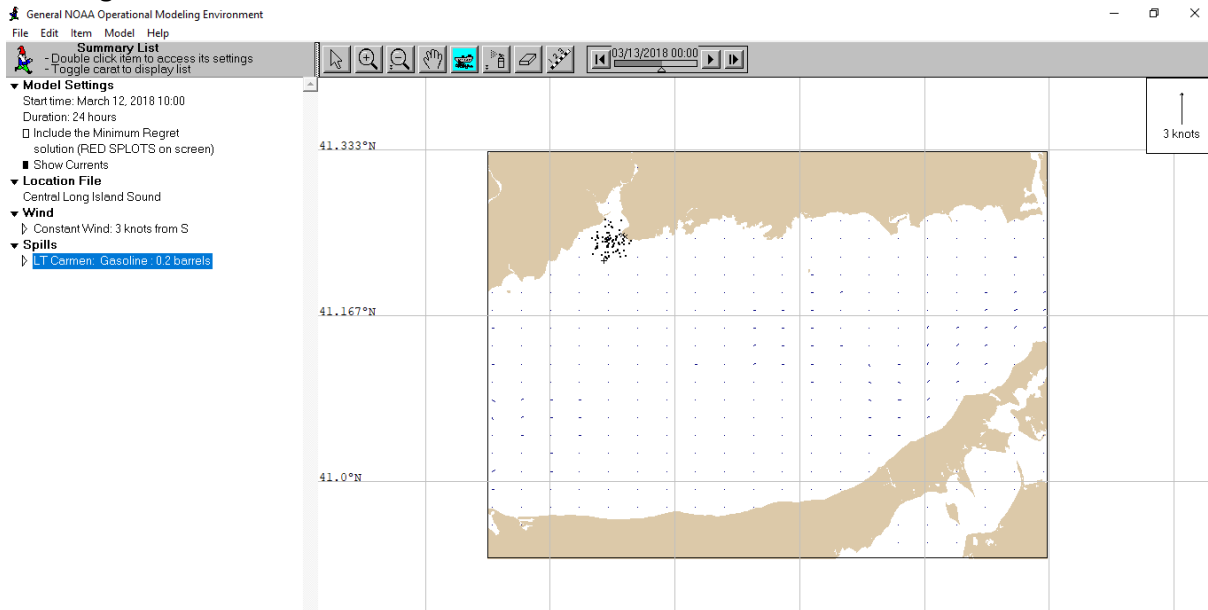 General NOAA Operational Modeling Environment
File Edit Item Model Help
Summary List
- Double click item to access its settings
- Toggle carat to display list
03/13/2018 00:00
Model Settings
Start time: March 12, 2018 10:00
Duration: 24 hours
Include the Minimum Regret
solution (RED SPLOTS on screen)
Show Currents
Location File
Central Long Island Sound
Wind
Constant Wind: 3 knots from S
Spills
LT Carmen: Gasoline : 0.2 barrels
3 knots
41.333°N
41.167°N
41.0°N